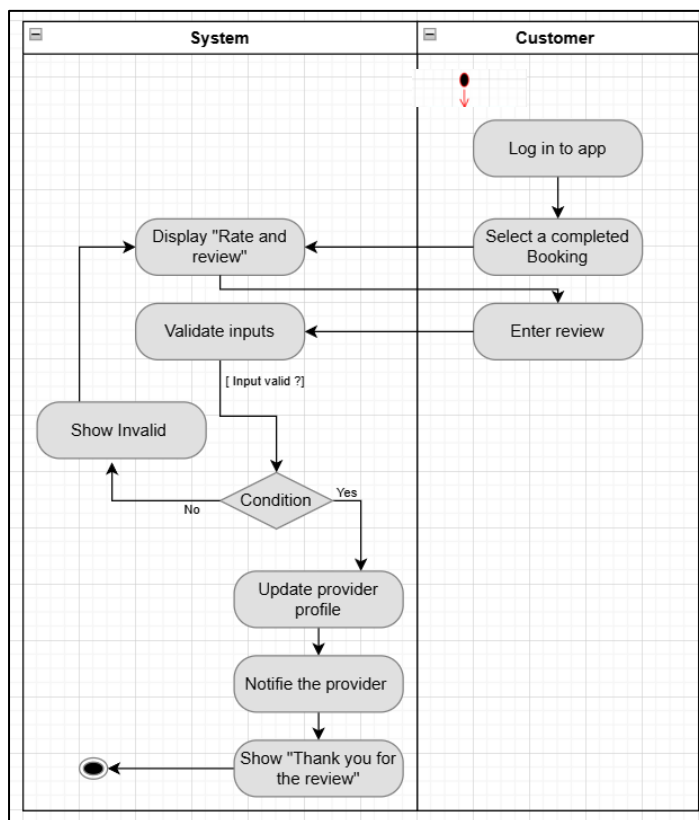 System
Customer
Log in to app
Display "Rate and
review"
Select a completed
Booking
Validate inputs
Enter review
[ Input valid ?]
Show Invalid
Condition
Yes
No
Update provider
profile
Notifie the provider
Show "Thank you for
the review"